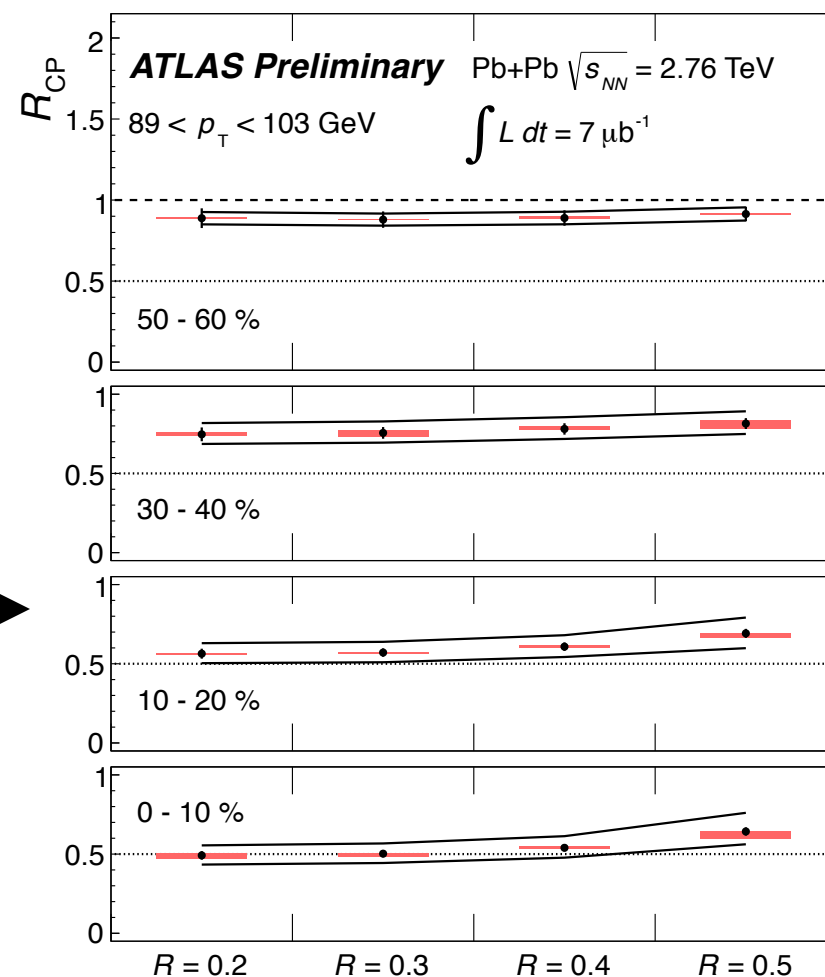 R_CP
2
1.5
1
0.5
0
ATLAS Preliminary Pb+Pb √s_NN = 2.76 TeV
89 < p_T < 103 GeV ∫ L dt = 7 μb⁻¹
50 - 60 %
1
0.5
0
30 - 40 %
1
0.5
0
10 - 20 %
1
0.5
0
0 - 10 %
R = 0.2 R = 0.3 R = 0.4 R = 0.5